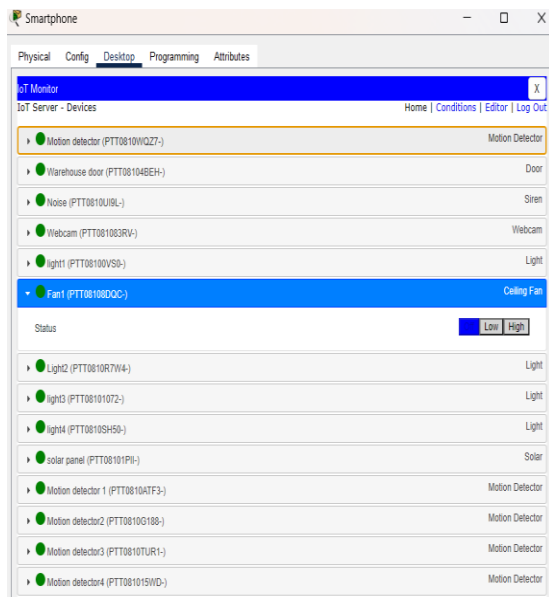 Smartphone
Physical Config Desktop Programming Attributes
IoT Monitor X
IoT Server - Devices Home | Conditions | Editor | Log Out
Motion detector (PTT0810WQZ7-) Motion Detector
Warehouse door (PTT08104BEH-) Door
Noise (PTT0810UI9L-) Siren
Webcam (PTT081083RV-) Webcam
light1 (PTT08100VS0-) Light
Fan1 (PTT08108DQC-) Ceiling Fan
Status Low High
Light2 (PTT0810R7W4-) Light
light3 (PTT08101072-) Light
light4 (PTT0810SH50-) Light
solar panel (PTT08101PII-) Solar
Motion detector 1 (PTT0810ATF3-) Motion Detector
Motion detector2 (PTT0810G188-) Motion Detector
Motion detector3 (PTT0810TUR1-) Motion Detector
Motion detector4 (PTT081015WD-) Motion Detector